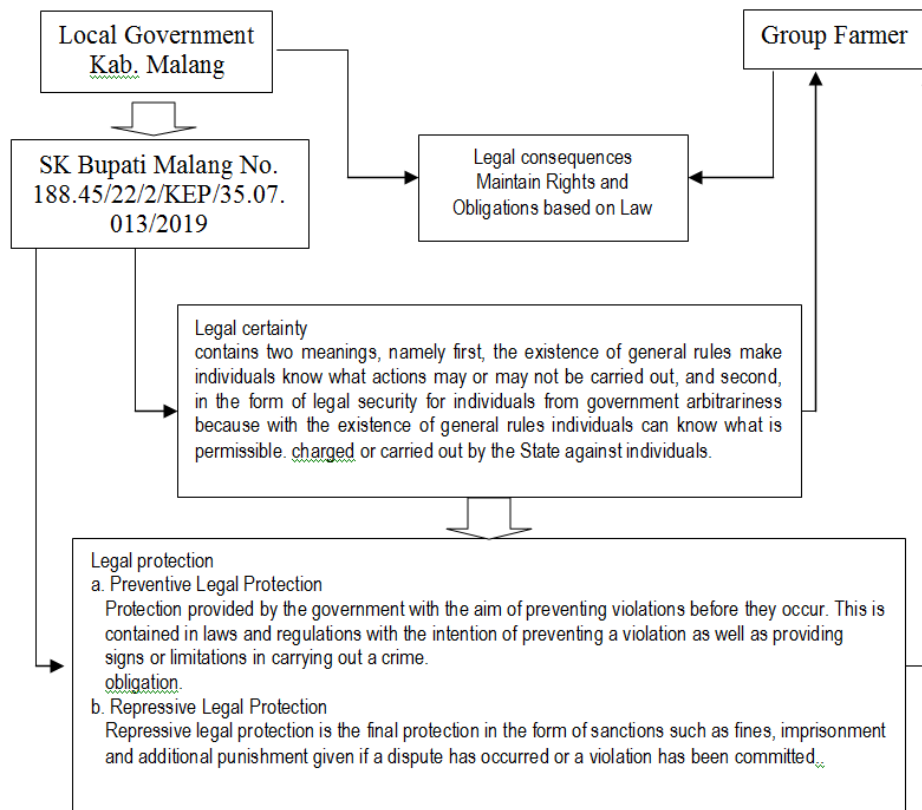 Local Government
Kab. Malang
Group Farmer
SK Bupati Malang No.
188.45/22/2/KEP/35.07.
013/2019
Legal consequences
Maintain Rights and
Obligations based on Law
Legal certainty
contains two meanings, namely first, the existence of general rules make
individuals know what actions may or may not be carried out, and second,
in the form of legal security for individuals from government arbitrariness
because with the existence of general rules individuals can know what is
permissible. charged or carried out by the State against individuals.
Legal protection
a. Preventive Legal Protection
Protection provided by the government with the aim of preventing violations before they occur. This is
contained in laws and regulations with the intention of preventing a violation as well as providing
signs or limitations in carrying out a crime.
obligation.
b. Repressive Legal Protection
Repressive legal protection is the final protection in the form of sanctions such as fines, imprisonment
and additional punishment given if a dispute has occurred or a violation has been committed..